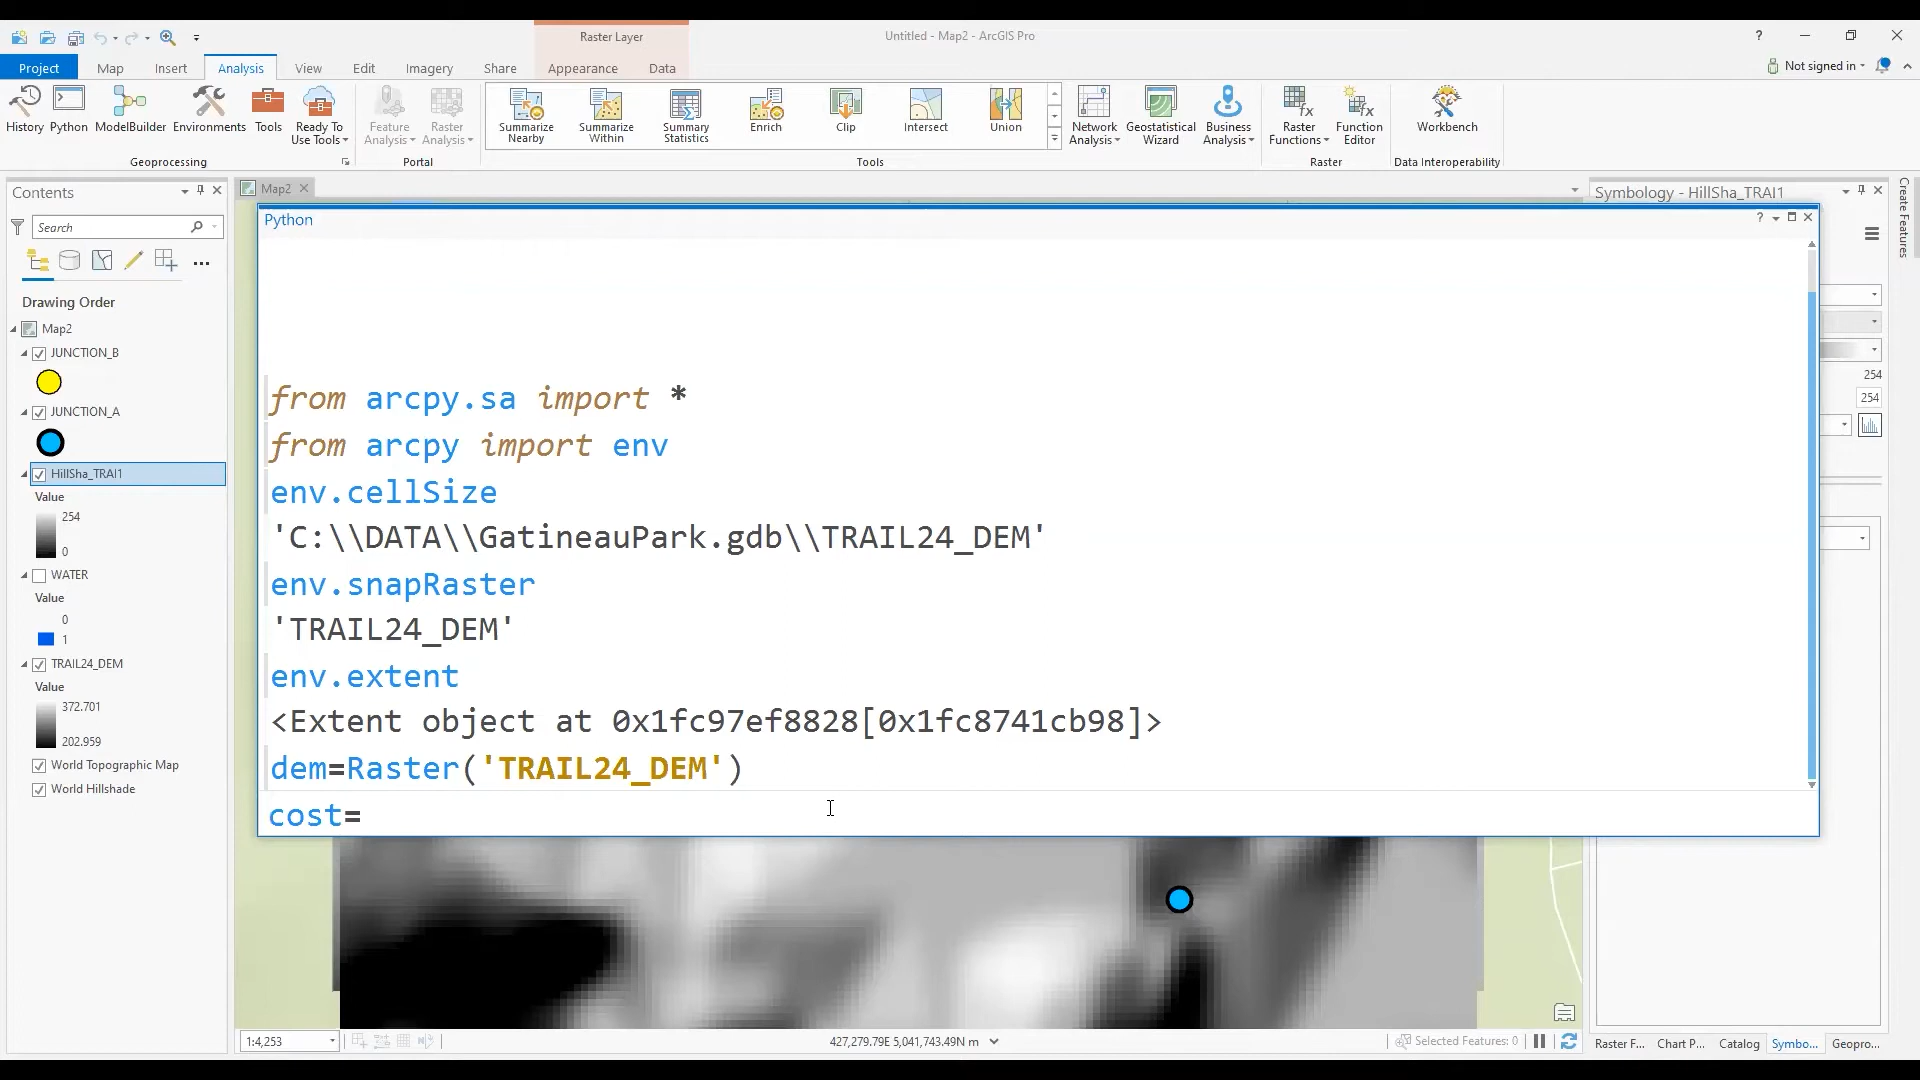 Raster Layer
Untitled - Map2 - ArcGIS Pro
?
Project
Map
Insert
Analysis
View
Edit
Imagery
Share
Appearance
Data
Not signed in
History
Python
ModelBuilder
Environments
Tools
Ready To Use Tools
Feature Analysis
Raster Analysis
Summarize Nearby
Summarize Within
Summary Statistics
Enrich
Clip
Intersect
Union
Network Analysis
Geostatistical Wizard
Business Analysis
Raster Functions
Function Editor
Workbench
Geoprocessing
Portal
Tools
Raster
Data Interoperability
Contents
Search
Drawing Order
Map2
JUNCTION_B
JUNCTION_A
HillSha_TRAI1
Value
254
0
WATER
Value
0
1
TRAIL24_DEM
Value
372.701
202.959
World Topographic Map
World Hillshade
Map2
Python
?
from arcpy.sa import *
from arcpy import env
env.cellSize
'C:\\DATA\\GatineauPark.gdb\\TRAIL24_DEM'
env.snapRaster
'TRAIL24_DEM'
env.extent
<Extent object at 0x1fc97ef8828[0x1fc8741cb98]>
dem=Raster('TRAIL24_DEM')
cost=
Symbology - HillSha_TRAI1
254
254
Create Features
1:4,253
427,279.79E 5,041,743.49N m
Selected Features: 0
Raster F...
Chart P...
Catalog
Symbo...
Geopro...